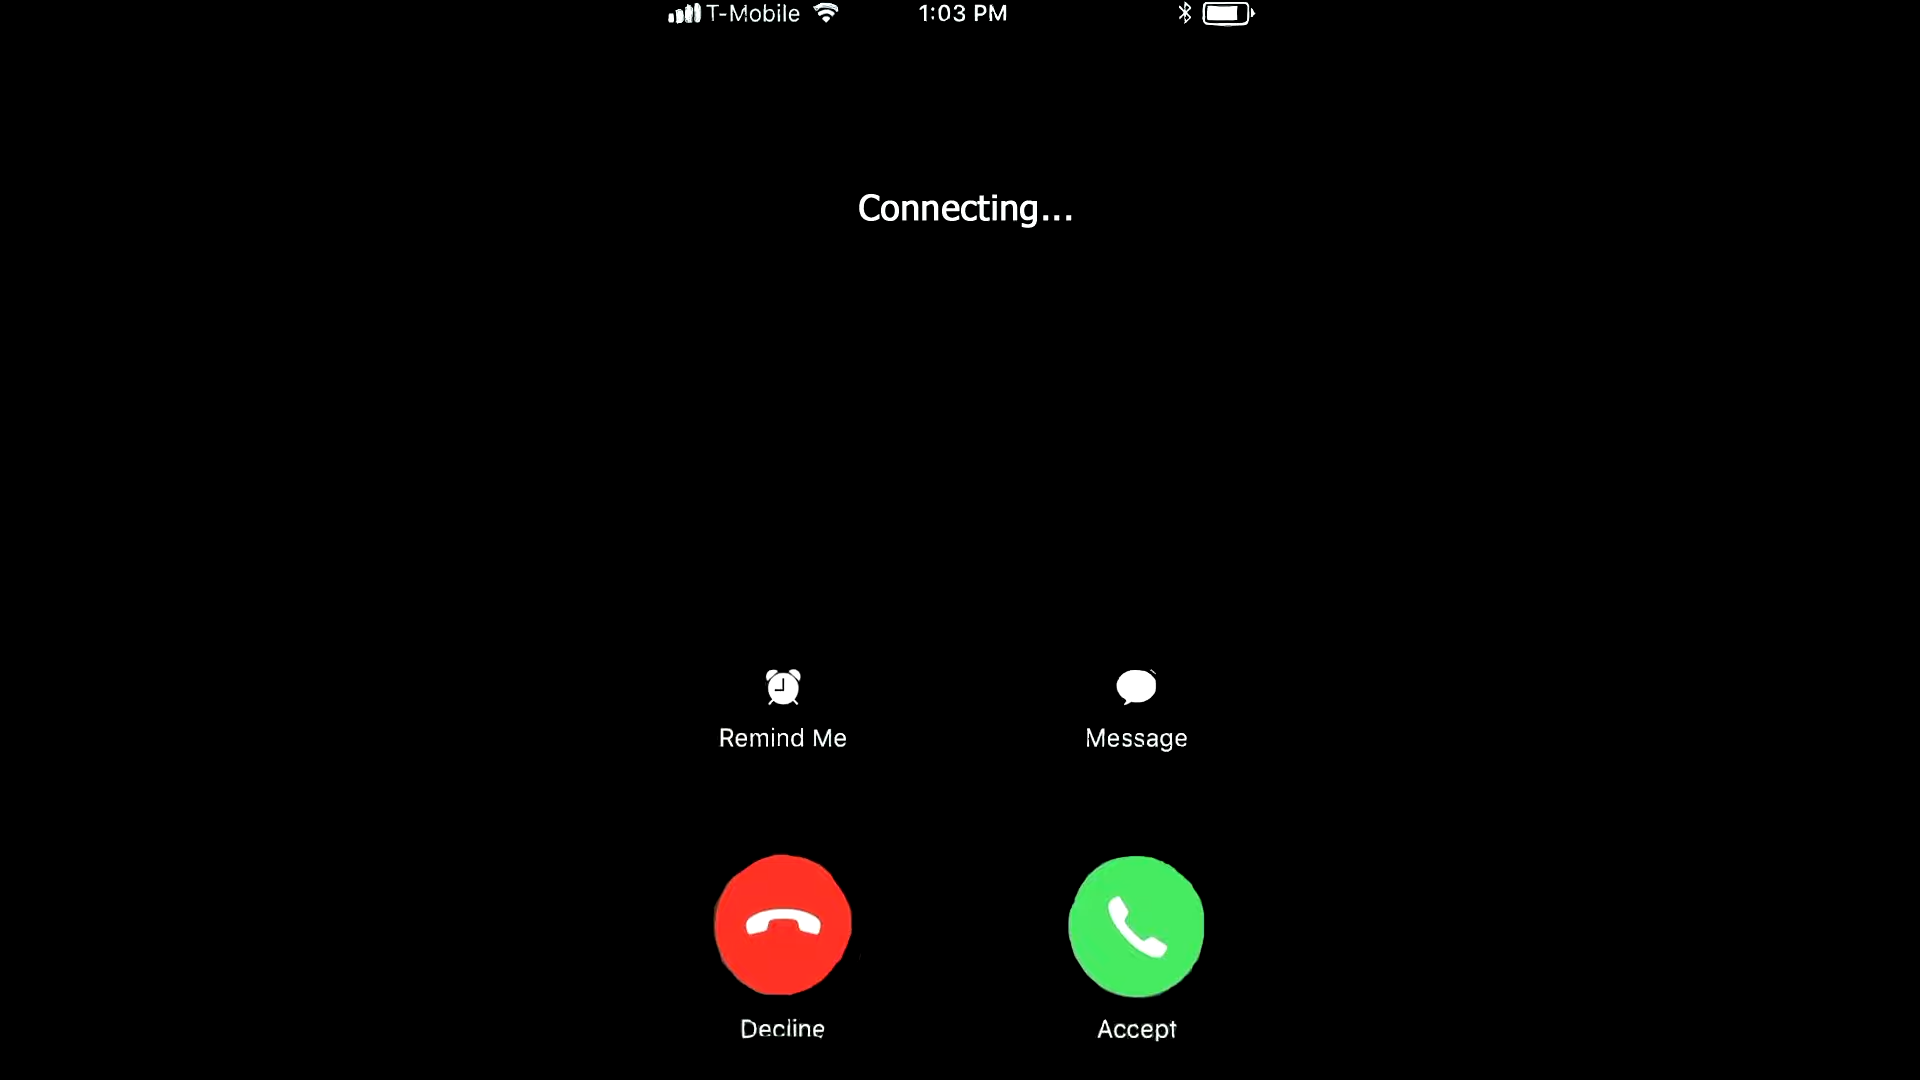 T-Mobile 1:03 PM
Connecting...
Remind Me Message
Decline Accept